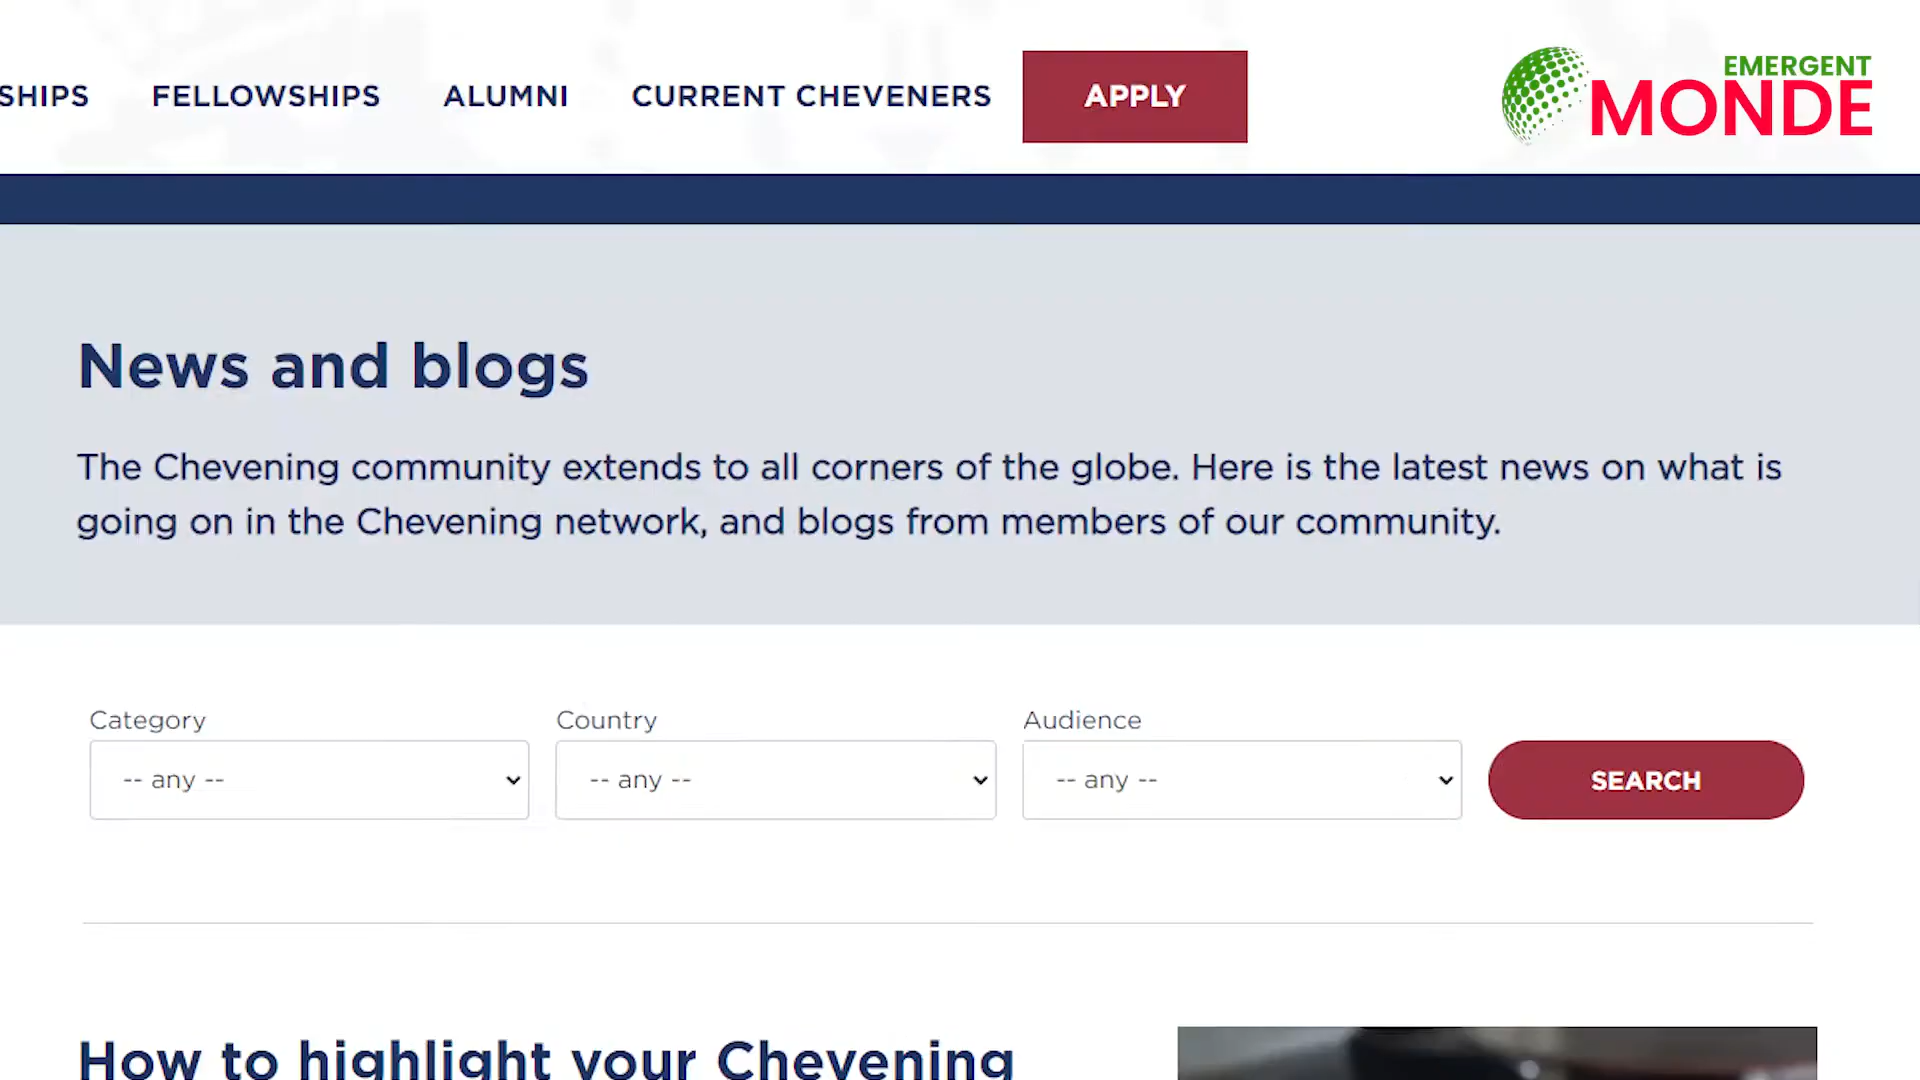 SHIPS FELLOWSHIPS ALUMNI CURRENT CHEVENERS APPLY
EMERGENT
MONDE
News and blogs
The Chevening community extends to all corners of the globe. Here is the latest news on what is
going on in the Chevening network, and blogs from members of our community.
Category Country Audience
-- any -- -- any -- -- any -- SEARCH
How to highlight your Chevening